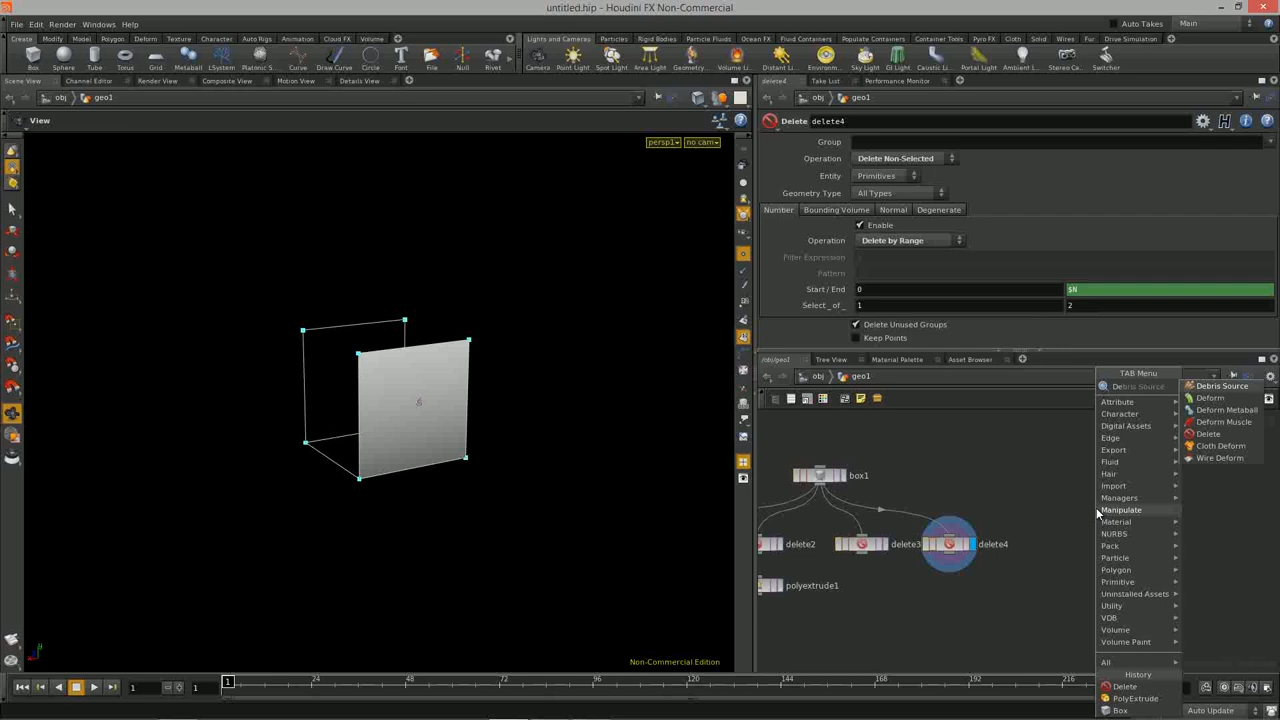 untitled.hip - Houdini FX Non-Commercial
File Edit Render Windows Help
Auto Takes Main
Create Modify Model Polygon Deform Texture Character Auto Rigs Animation Cloud FX Volume
Lights and Cameras Particles Rigid Bodies Particle Fluids Ocean FX Fluid Containers Populate Containers Container Tools Pyro FX Cloth Solid Wires Fur Drive Simulation
Box Sphere Tube Torus Grid Metaball LSystem Platonic S... Curve Draw Curve Circle Font File Null Rivet
Camera Point Light Spot Light Area Light Geometry... Volume L... Distant Li... Environm... Sky Light GI Light Caustic Li... Portal Light Ambient L... Stereo Ca... Switcher
Scene View Channel Editor Render View Composite View Motion View Details View
delete4 Take List Performance Monitor
obj geo1
obj geo1
View
persp1 no cam
Delete delete4
Group
Operation Delete Non-Selected
Entity Primitives
Geometry Type All Types
Number Bounding Volume Normal Degenerate
Enable
Operation Delete by Range
Filter Expression
Pattern
Start / End 0 $N
Select _ of _ 1 2
Delete Unused Groups
Keep Points
/obj/geo1 Tree View Material Palette Asset Browser
obj geo1
box1
delete2 delete3 delete4
polyextrude1
TAB Menu
Debris Source
Attribute
Character
Digital Assets
Edge
Export
Fluid
Hair
Import
Managers
Manipulate
Material
NURBS
Pack
Particle
Polygon
Primitive
Uninstalled Assets
Utility
VDB
Volume
Volume Paint
All
History
Delete
PolyExtrude
Box
Debris Source
Deform
Deform Metaball
Deform Muscle
Delete
Cloth Deform
Wire Deform
Non-Commercial Edition
1 1 1 24 48 72 96 120 144 168 192 216
Auto Update